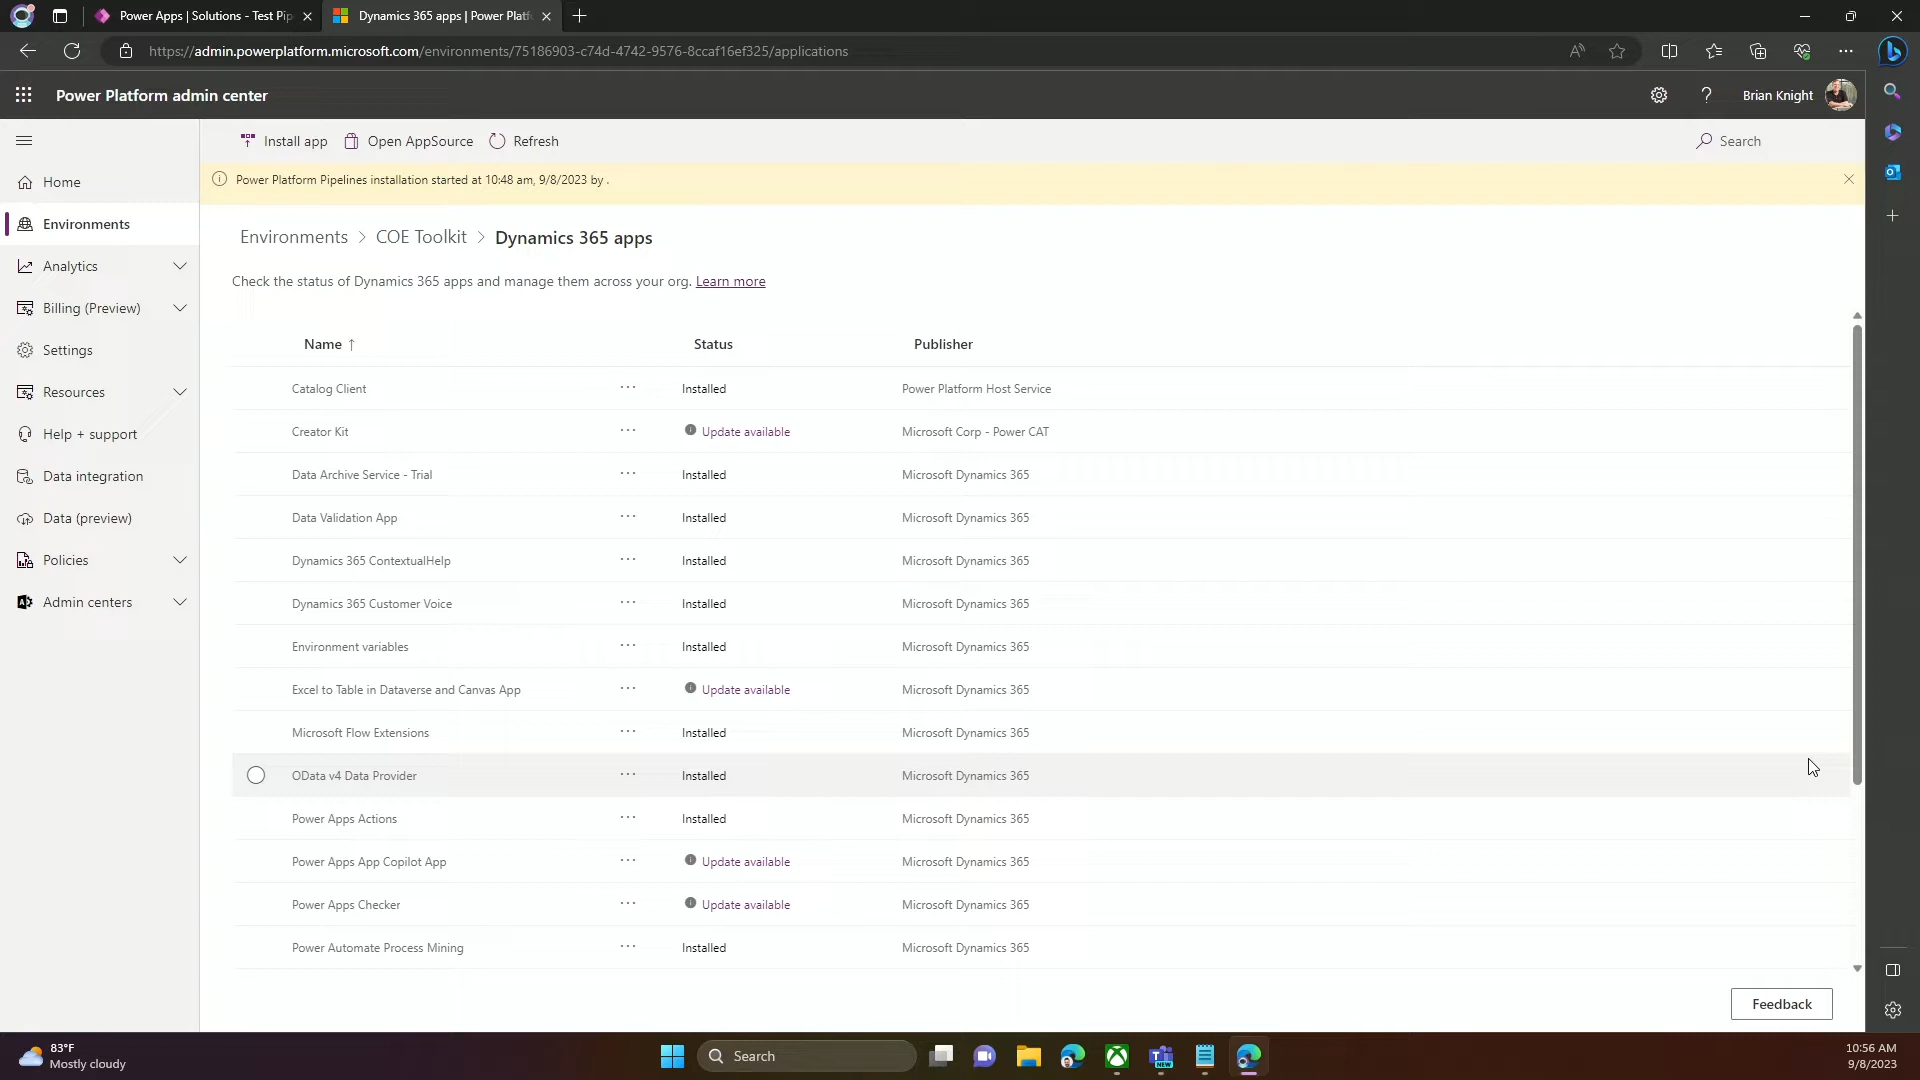 Power Apps | Solutions - Test Pip
Dynamics 365 apps | Power Platf
https://admin.powerplatform.microsoft.com/environments/75186903-c74d-4742-9576-8ccaf16ef325/applications
Power Platform admin center
Brian Knight
Install app
Open AppSource
Refresh
Search
Power Platform Pipelines installation started at 10:48 am, 9/8/2023 by .
Home
Environments
Analytics
Billing (Preview)
Settings
Resources
Help + support
Data integration
Data (preview)
Policies
Admin centers
Environments > COE Toolkit > Dynamics 365 apps
Check the status of Dynamics 365 apps and manage them across your org. Learn more
Name ↑ Status Publisher
Catalog Client ... Installed Power Platform Host Service
Creator Kit ... Update available Microsoft Corp - Power CAT
Data Archive Service - Trial ... Installed Microsoft Dynamics 365
Data Validation App ... Installed Microsoft Dynamics 365
Dynamics 365 ContextualHelp ... Installed Microsoft Dynamics 365
Dynamics 365 Customer Voice ... Installed Microsoft Dynamics 365
Environment variables ... Installed Microsoft Dynamics 365
Excel to Table in Dataverse and Canvas App ... Update available Microsoft Dynamics 365
Microsoft Flow Extensions ... Installed Microsoft Dynamics 365
OData v4 Data Provider ... Installed Microsoft Dynamics 365
Power Apps Actions ... Installed Microsoft Dynamics 365
Power Apps App Copilot App ... Update available Microsoft Dynamics 365
Power Apps Checker ... Update available Microsoft Dynamics 365
Power Automate Process Mining ... Installed Microsoft Dynamics 365
Feedback
83°F
Mostly cloudy
Search
NEW
10:56 AM
9/8/2023